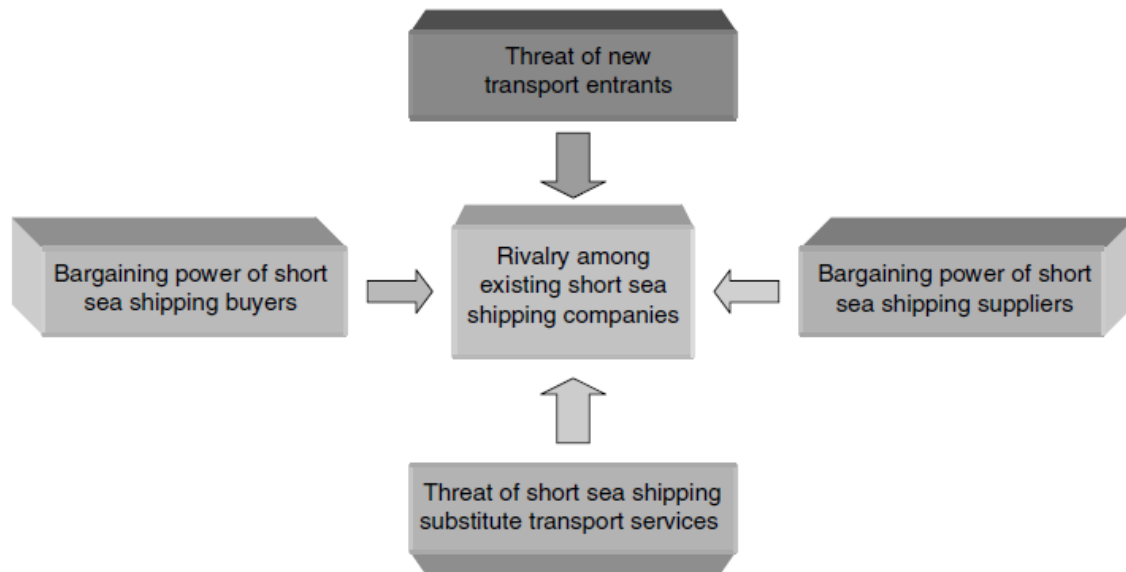 Threat of new
transport entrants
Bargaining power of short
sea shipping buyers
Rivalry among
existing short sea
shipping companies
Bargaining power of short
sea shipping suppliers
Threat of short sea shipping
substitute transport services